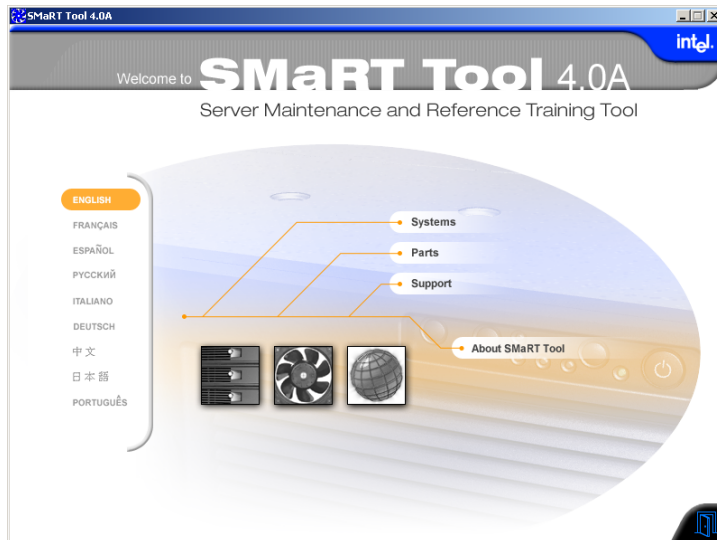 SMaRT Tool 4.0A
intel.
Welcome to SMaRT Tool 4.0A
Server Maintenance and Reference Training Tool
ENGLISH
FRANÇAIS
ESPAÑOL
РУССКИЙ
ITALIANO
DEUTSCH
中文
日本語
PORTUGUÊS
Systems
Parts
Support
About SMaRT Tool